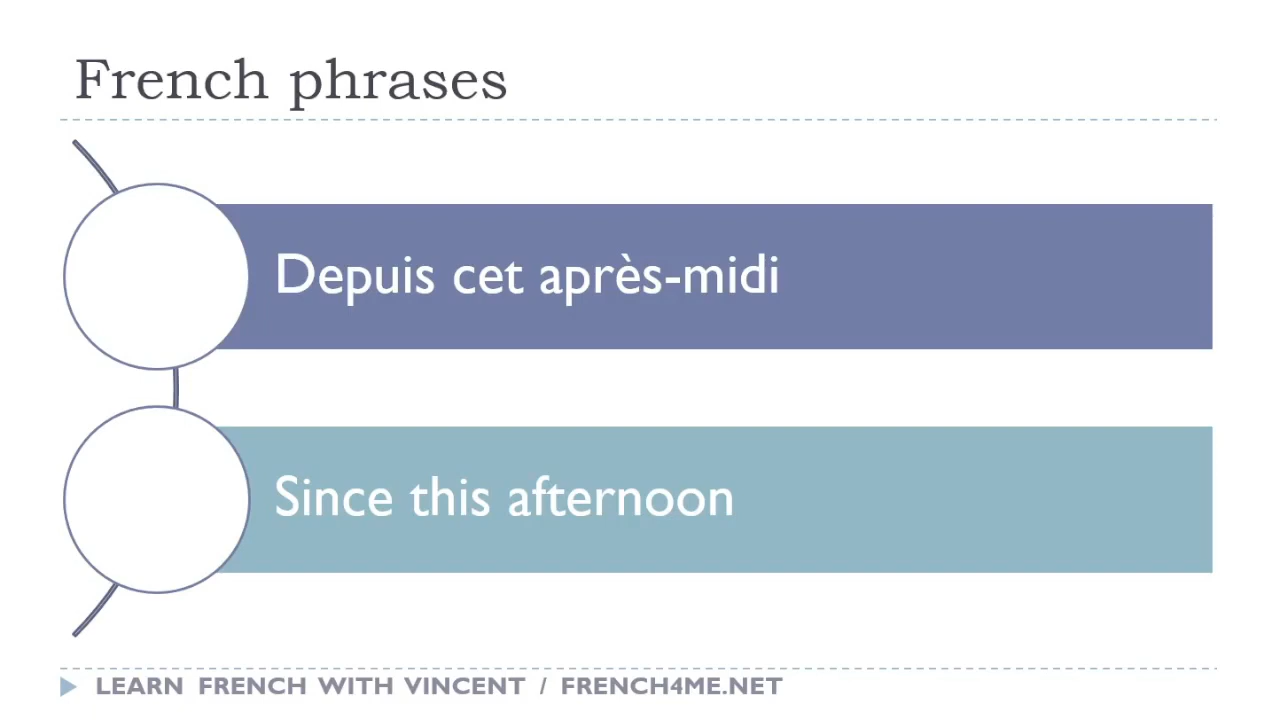 French phrases
Depuis cet après-midi
Since this afternoon
LEARN FRENCH WITH VINCENT / FRENCH4ME.NET